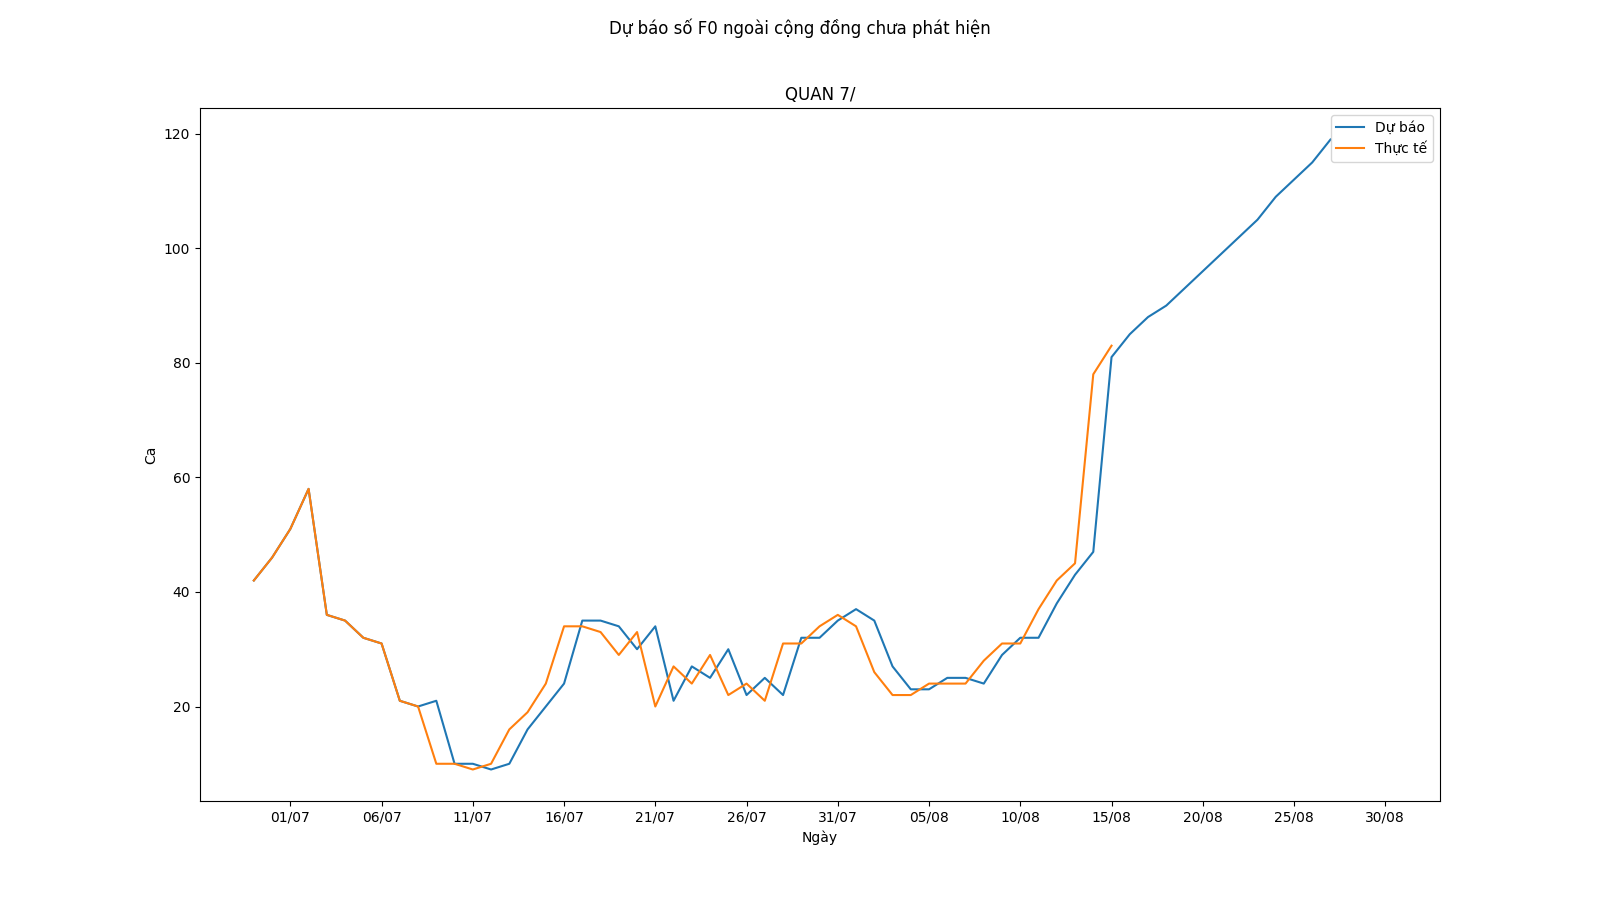 Dự báo số F0 ngoài cộng đồng chưa phát hiện
QUAN 7/
Dự báo
Thực tế
120
100
80
60
40
20
Ca
01/07 06/07 11/07 16/07 21/07 26/07 31/07 05/08 10/08 15/08 20/08 25/08 30/08
Ngày